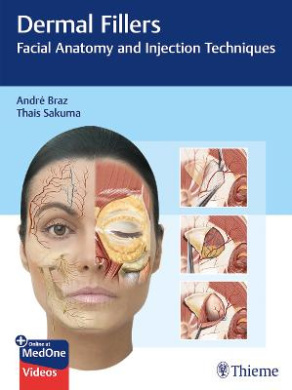 Dermal Fillers
Facial Anatomy and Injection Techniques
André Braz
Thais Sakuma
+ Online at
MedOne
Videos
Thieme